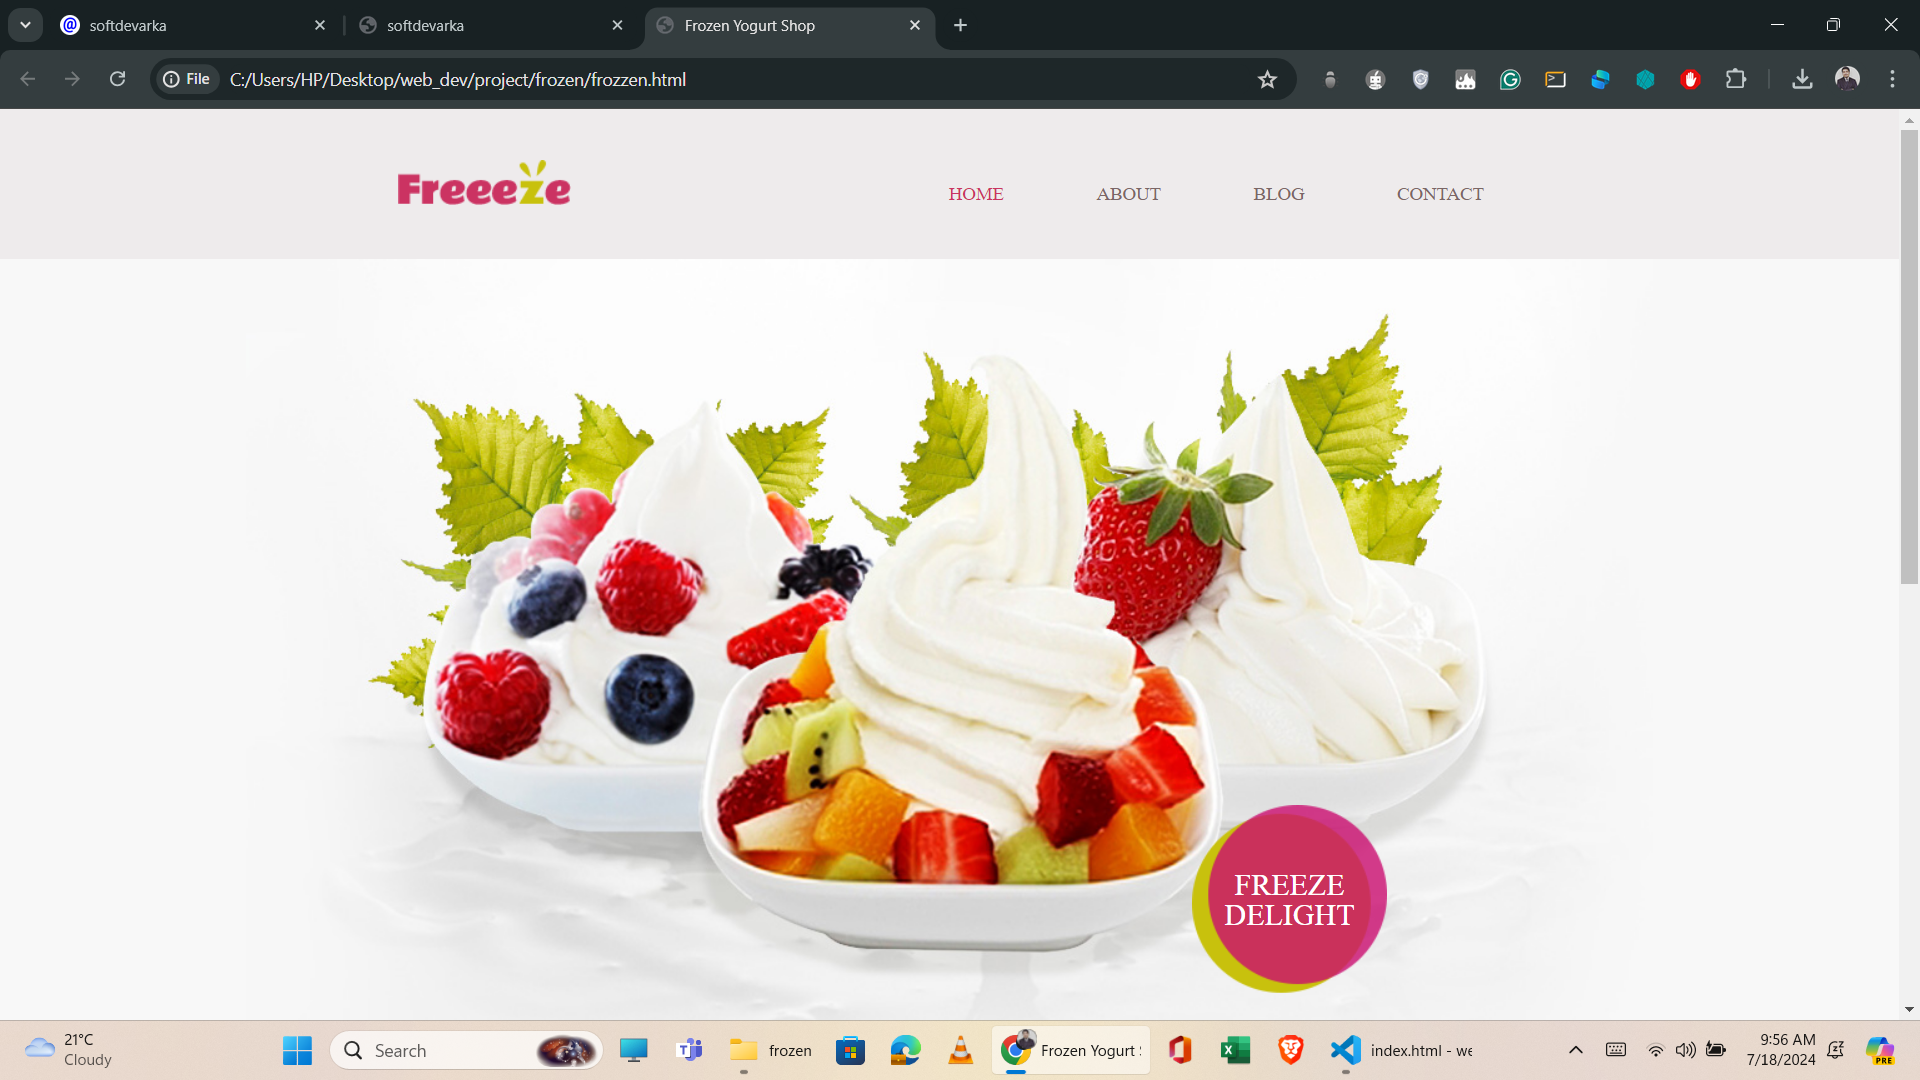 softdevarka
softdevarka
Frozen Yogurt Shop
File
C:/Users/HP/Desktop/web_dev/project/frozen/frozzen.html
Freeeze
HOME
ABOUT
BLOG
CONTACT
FREEZE
DELIGHT
21°C
Cloudy
Search
frozen
Frozen Yogurt
index.html - we
9:56 AM
7/18/2024
PRE